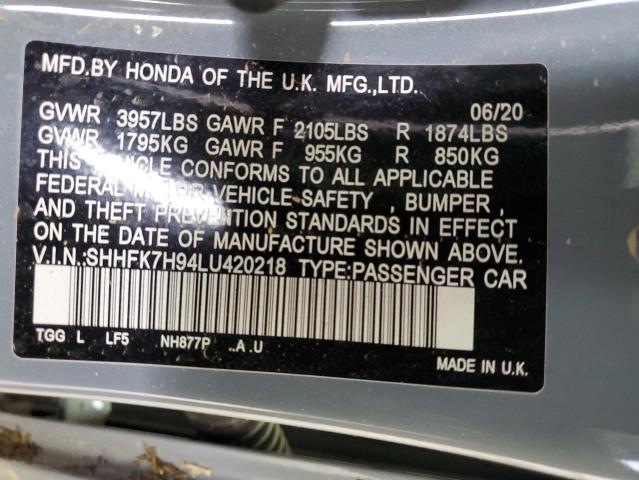 MFD.BY HONDA OF THE U.K. MFG.,LTD.
06/20
GVWR 3957LBS GAWR F 2105LBS R 1874LBS
GVWR 1795KG GAWR F 955KG R 850KG
THIS VEHICLE CONFORMS TO ALL APPLICABLE
FEDERAL MOTOR VEHICLE-SAFETY BUMPER,
AND THEFT PREVENTION STANDARDS IN EFFECT
ON THE DATE OF MANUFACTURE SHOWN ABOVE.
V.I.N.:SHHFK7H94LU420218 TYPE:PASSENGER CAR
TGG L LF5 NH877P ..A.U
MADE IN U.K.